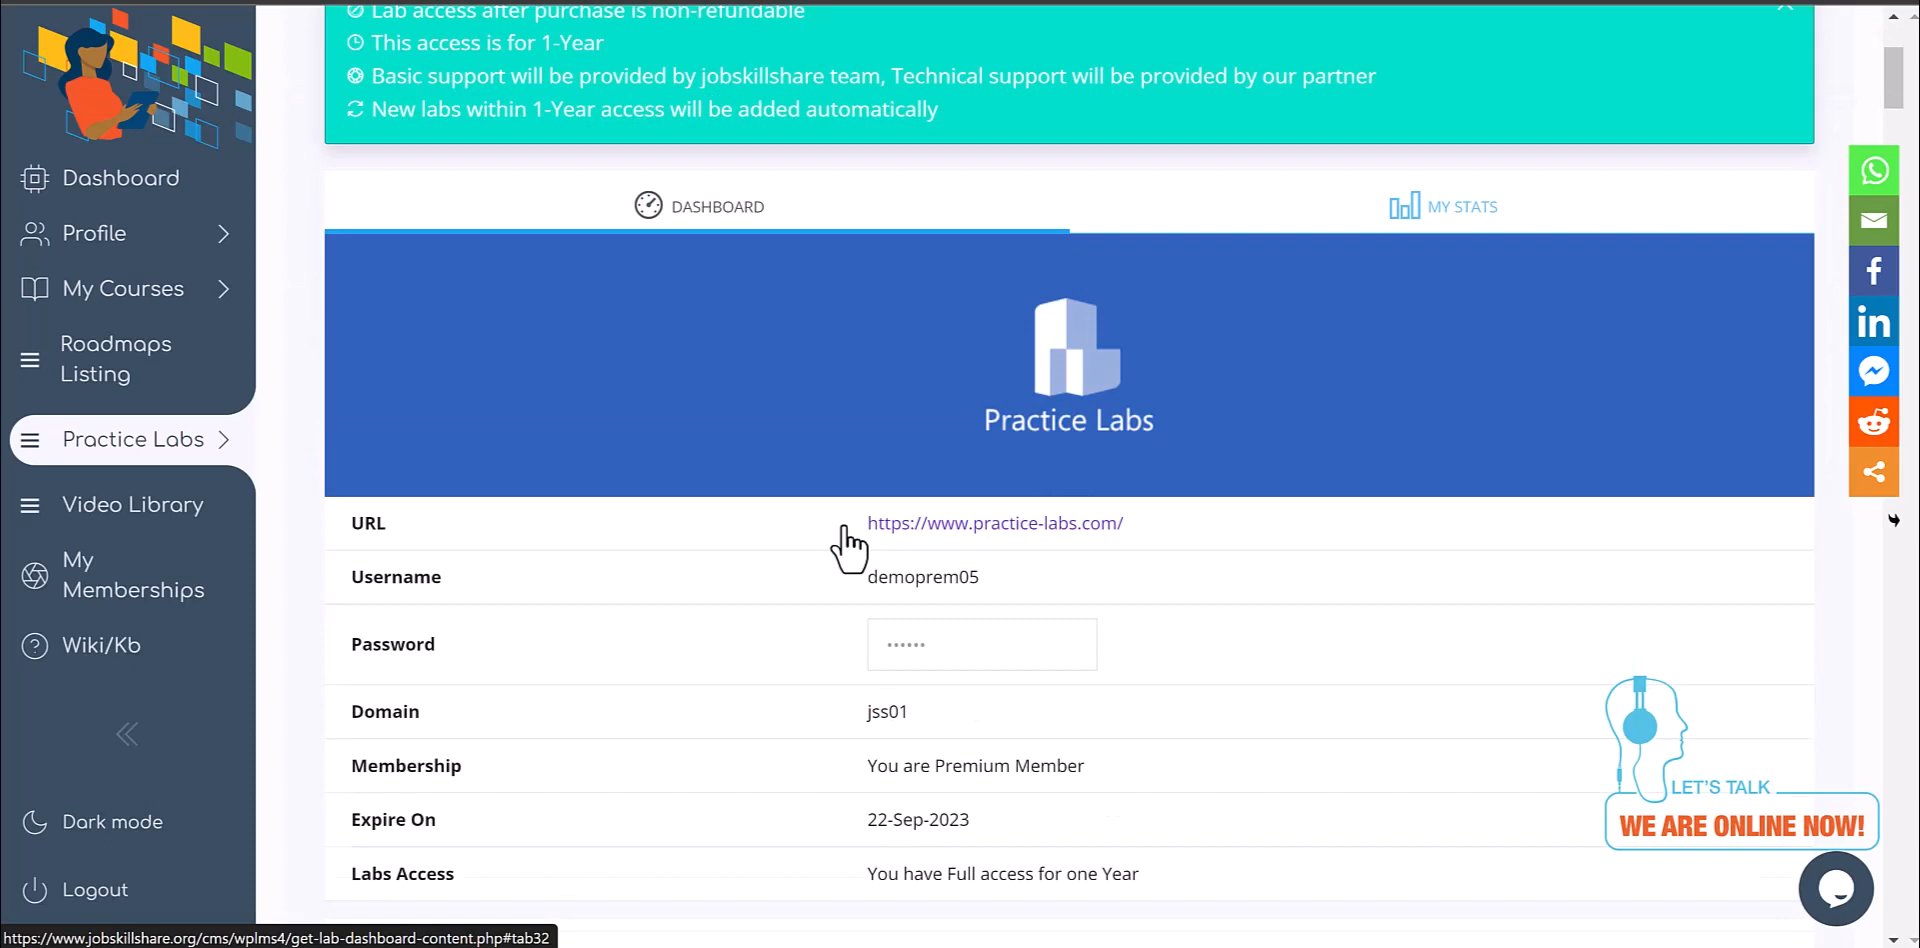 Lab access after purchase is non-refundable
This access is for 1-Year
Basic support will be provided by jobskillshare team, Technical support will be provided by our partner
New labs within 1-Year access will be added automatically
Dashboard
Profile
My Courses
Roadmaps
Listing
Practice Labs
Video Library
My
Memberships
Wiki/Kb
Dark mode
Logout
DASHBOARD
MY STATS
Practice Labs
URL https://www.practice-labs.com/
Username demoprem05
Password ••••••
Domain jss01
Membership You are Premium Member
Expire On 22-Sep-2023
Labs Access You have Full access for one Year
in
LET'S TALK
WE ARE ONLINE NOW!
https://www.jobskillshare.org/cms/wplms4/get-lab-dashboard-content.php#tab32